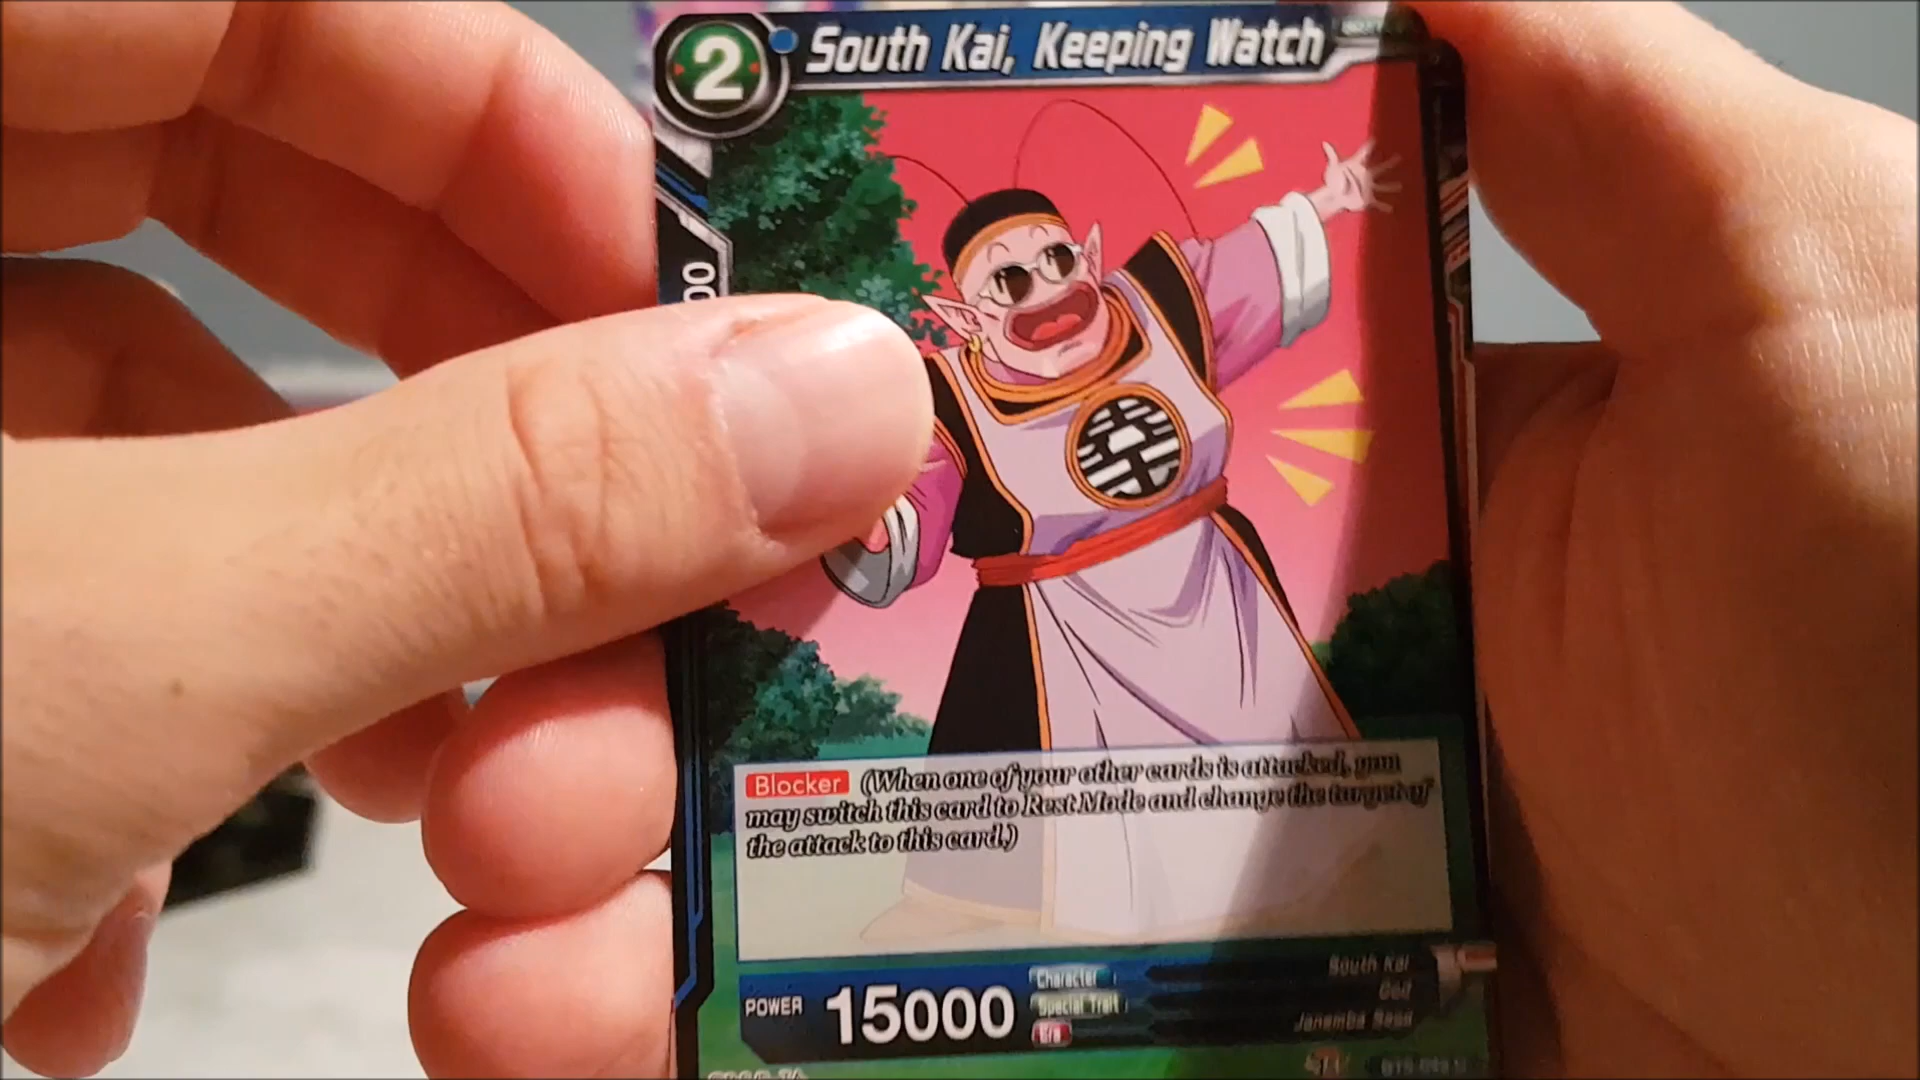 2 South Kai, Keeping Watch
00
Blocker (When one of your other cards is attacked, you
may switch this card to Rest Mode and change the target of
the attack to this card.)
POWER 15000
Character South Kai
Special Trait God
Era Janemba Saga